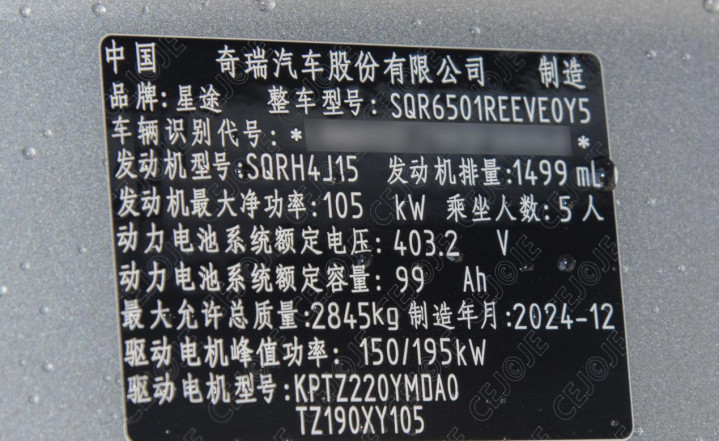 中国 奇瑞汽车股份有限公司 制造
品牌:星途 整车型号:SQR6501REEVE0Y5
车辆识别代号:* *
发动机型号:SQRH4J15 发动机排量:1499 mL
发动机最大净功率:105 kW 乘坐人数:5人
动力电池系统额定电压:403.2 V
动力电池系统额定容量:99 Ah
最大允许总质量:2845kg 制造年月:2024-12
驱动电机峰值功率: 150/195kW
驱动电机型号:KPTZ220YMDA0
TZ190XY105
CEJ©JE